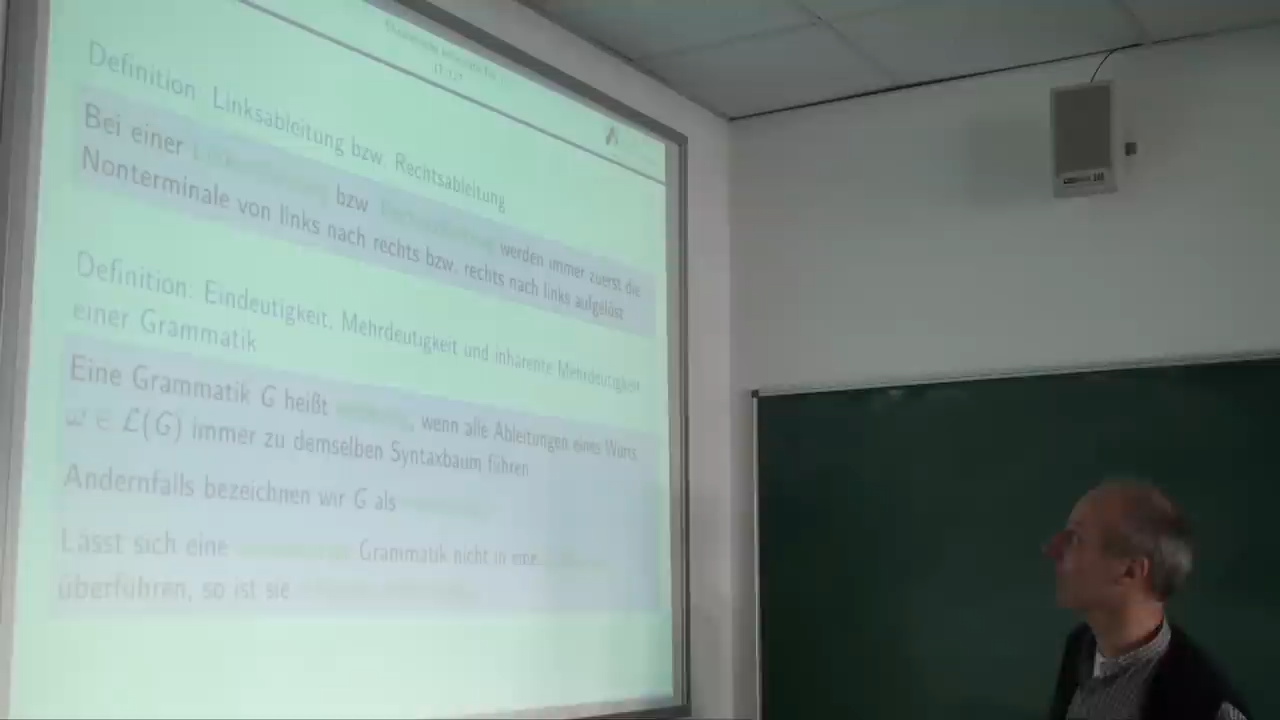 Definition: Linksableitung bzw. Rechtsableitung
Bei einer bzw werden immer zuerst die
Nonterminale von links nach rechts bzw. rechts nach links aufgelöst
Definition: Eindeutigkeit, Mehrdeutigkeit und inhärente Mehrdeutigkeit
einer Grammatik
Eine Grammatik G heißt , wenn alle Ableitungen eines Worts
ω ∈ L(G) immer zu demselben Syntaxbaum führen
Andernfalls bezeichnen wir G als
Lässt sich eine Grammatik nicht in eine
überführen, so ist sie